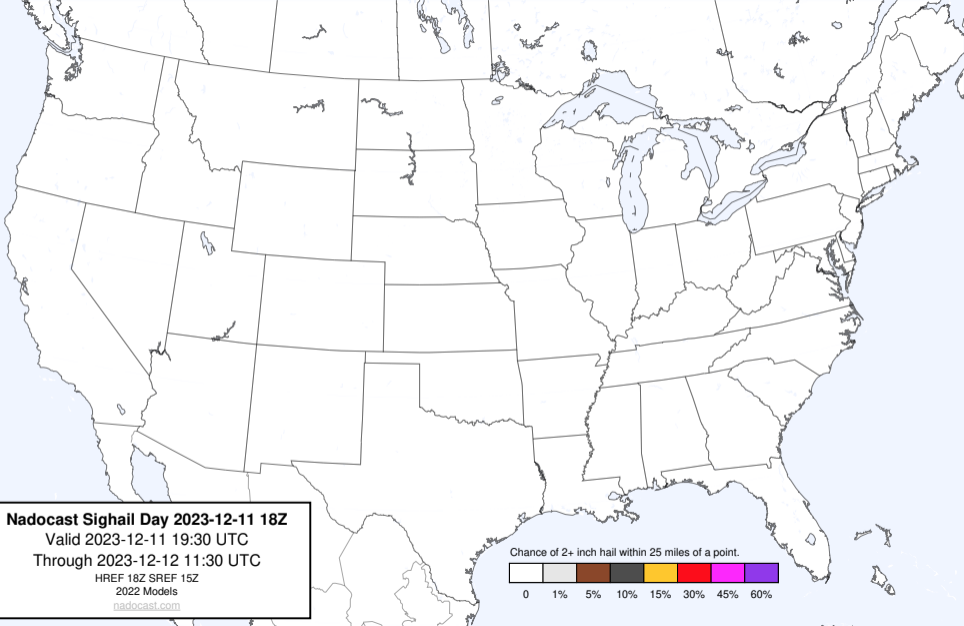 Nadocast Sighail Day 2023-12-11 18Z
Valid 2023-12-11 19:30 UTC
Through 2023-12-12 11:30 UTC
HREF 18Z SREF 15Z
2022 Models
nadocast.com
Chance of 2+ inch hail within 25 miles of a point.
0 1% 5% 10% 15% 30% 45% 60%